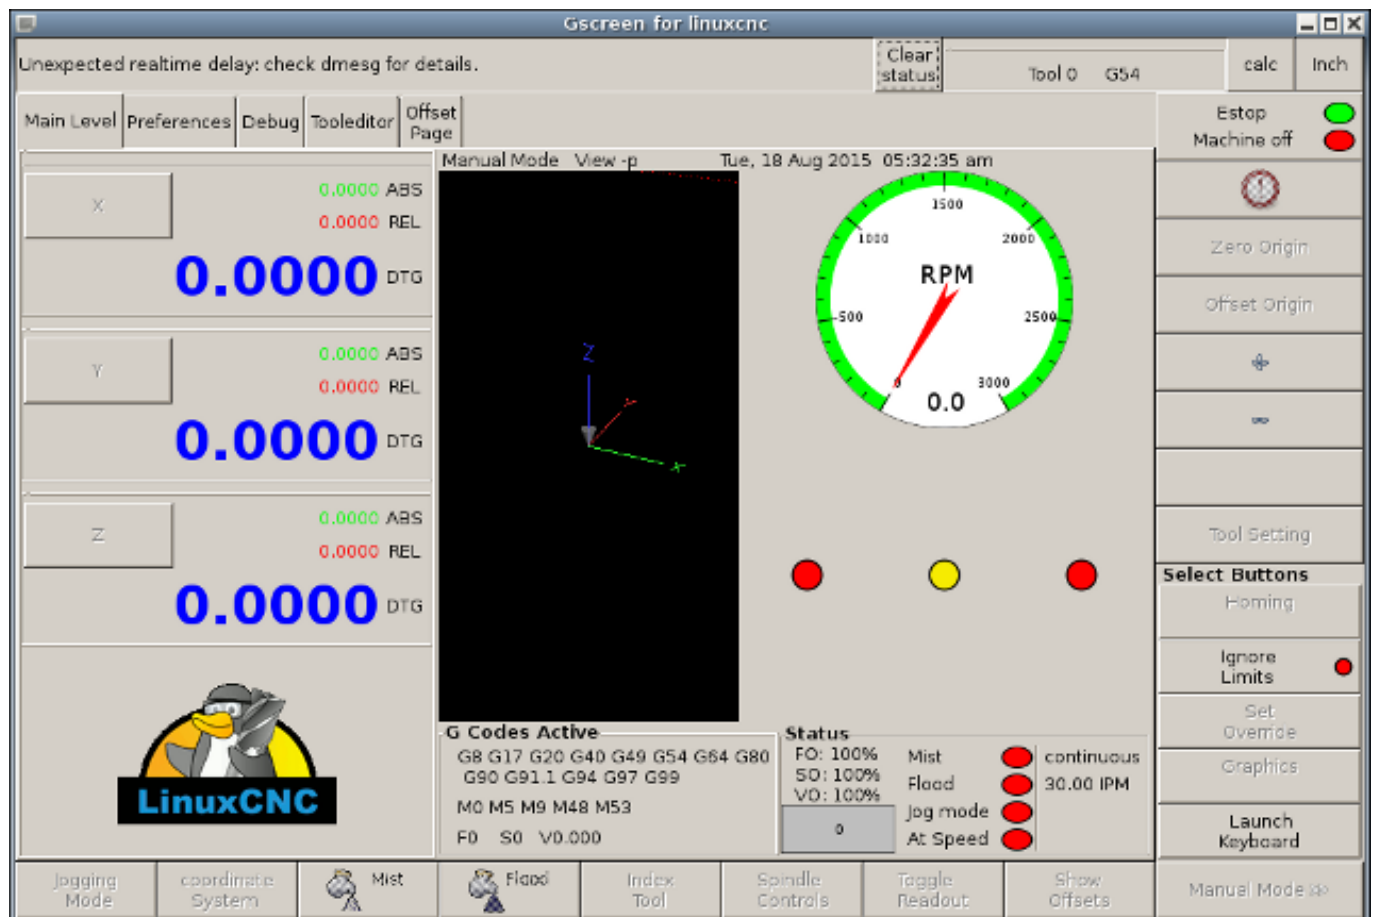 Gscreen for linuxcnc
Unexpected realtime delay: check dmesg for details.
Clear
status
Tool 0 G54
calc
Inch
Main Level
Preferences
Debug
Tooleditor
Offset
Page
Estop
Machine off
Manual Mode View -p Tue, 18 Aug 2015 05:32:35 am
X
0.0000 ABS
0.0000 REL
0.0000 DTG
Y
0.0000 ABS
0.0000 REL
0.0000 DTG
Z
0.0000 ABS
0.0000 REL
0.0000 DTG
LinuxCNC
Z
Y
X
1500
1000
2000
RPM
500
2500
0
3000
0.0
G Codes Active
G8 G17 G20 G40 G49 G54 G64 G80
G90 G91.1 G94 G97 G99
M0 M5 M9 M48 M53
F0 S0 V0.000
Status
FO: 100%
SO: 100%
VO: 100%
0
Mist
Flood
Jog mode
At Speed
continuous
30.00 IPM
Zero Origin
Offset Origin
Tool Setting
Select Buttons
Homing
Ignore
Limits
Set
Override
Graphics
Launch
Keyboard
Jogging
Mode
coordinate
System
Mist
Flood
Index
Tool
Spindle
Controls
Toggle
Readout
Show
Offsets
Manual Mode >>